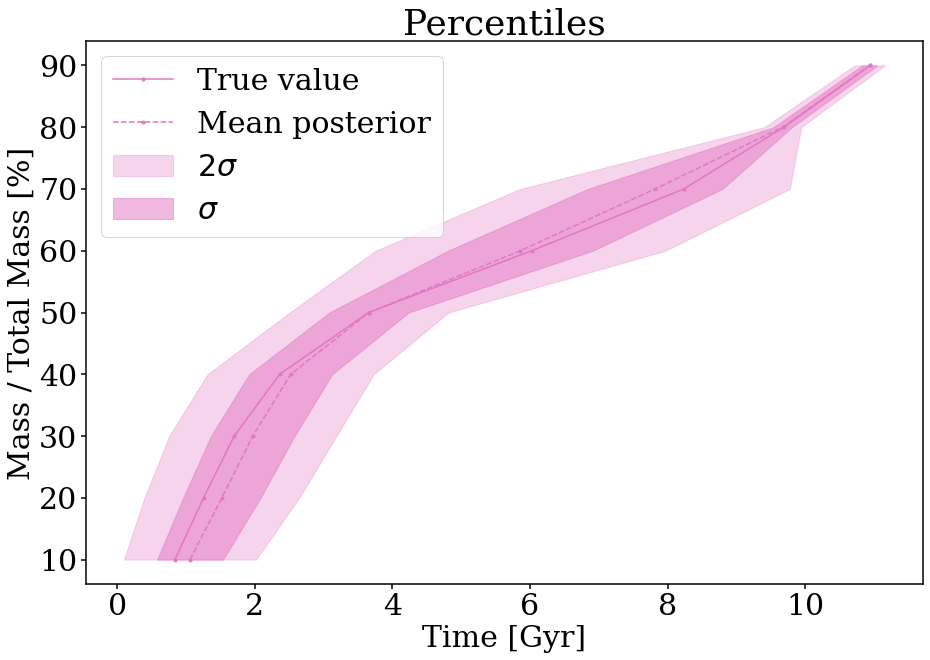 Percentiles
True value
Mean posterior
2σ
σ
Mass / Total Mass [%]
90
80
70
60
50
40
30
20
10
0 2 4 6 8 10
Time [Gyr]